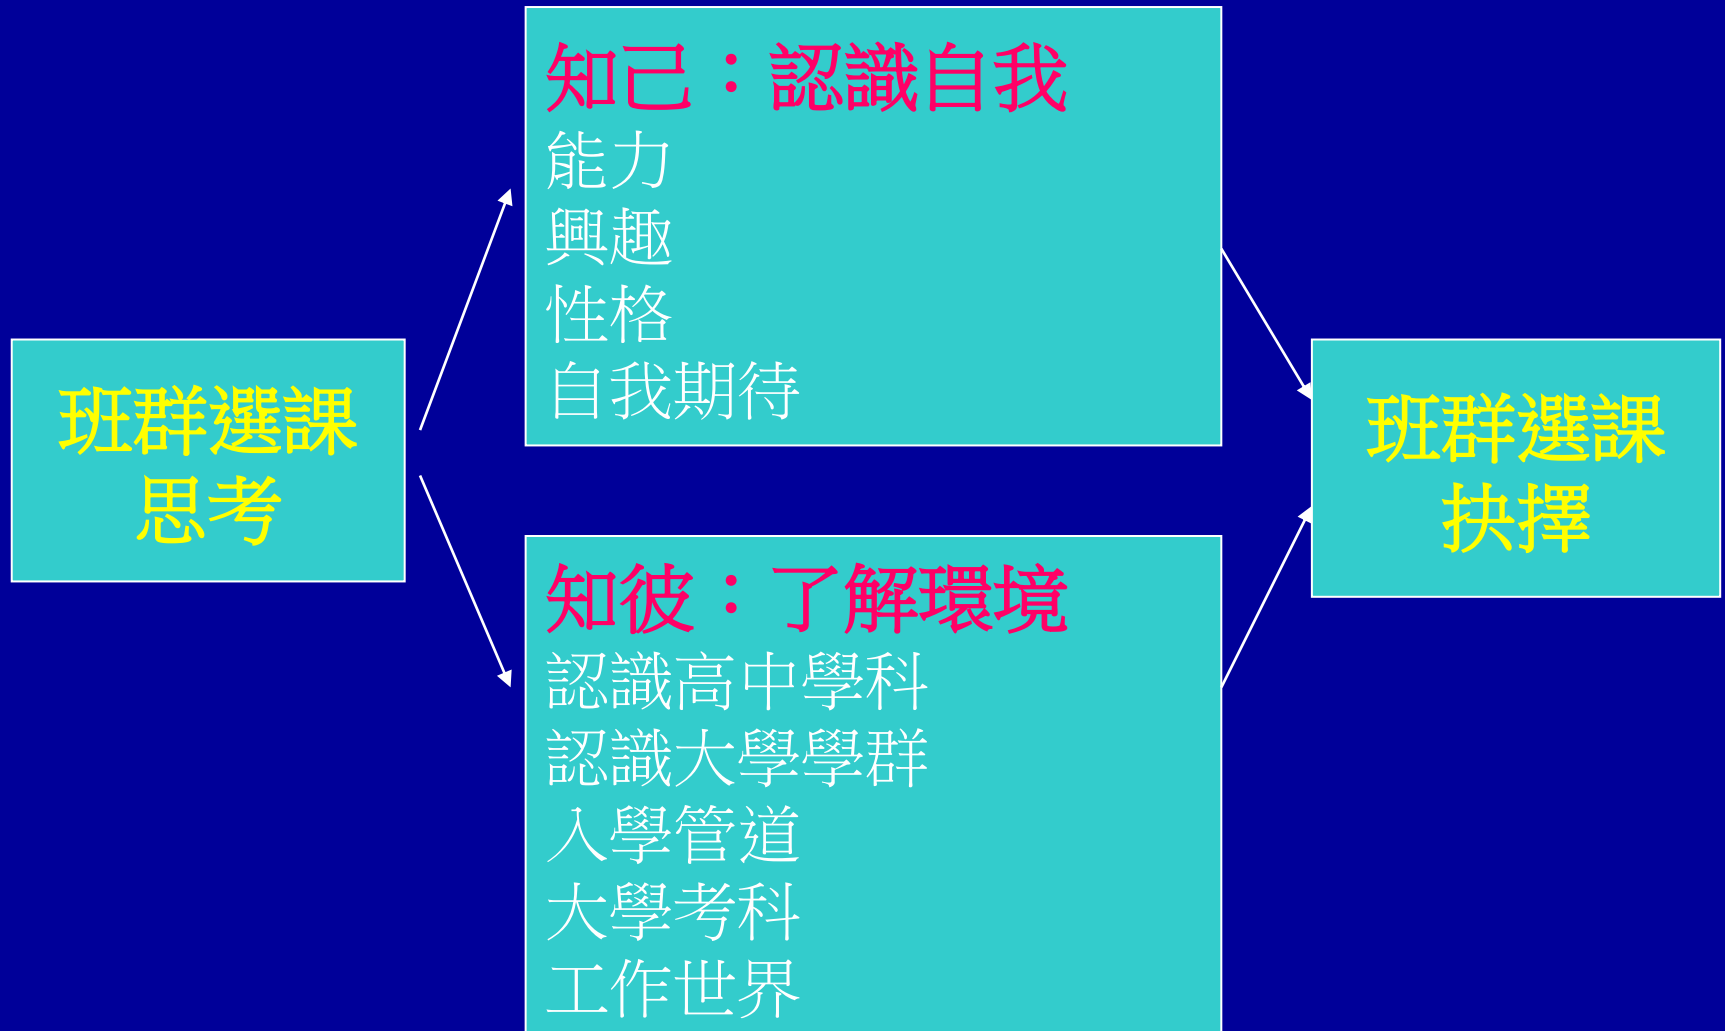 班群選課
思考
知己：認識自我
能力
興趣
性格
自我期待
知彼：了解環境
認識高中學科
認識大學學群
入學管道
大學考科
工作世界
班群選課
抉擇